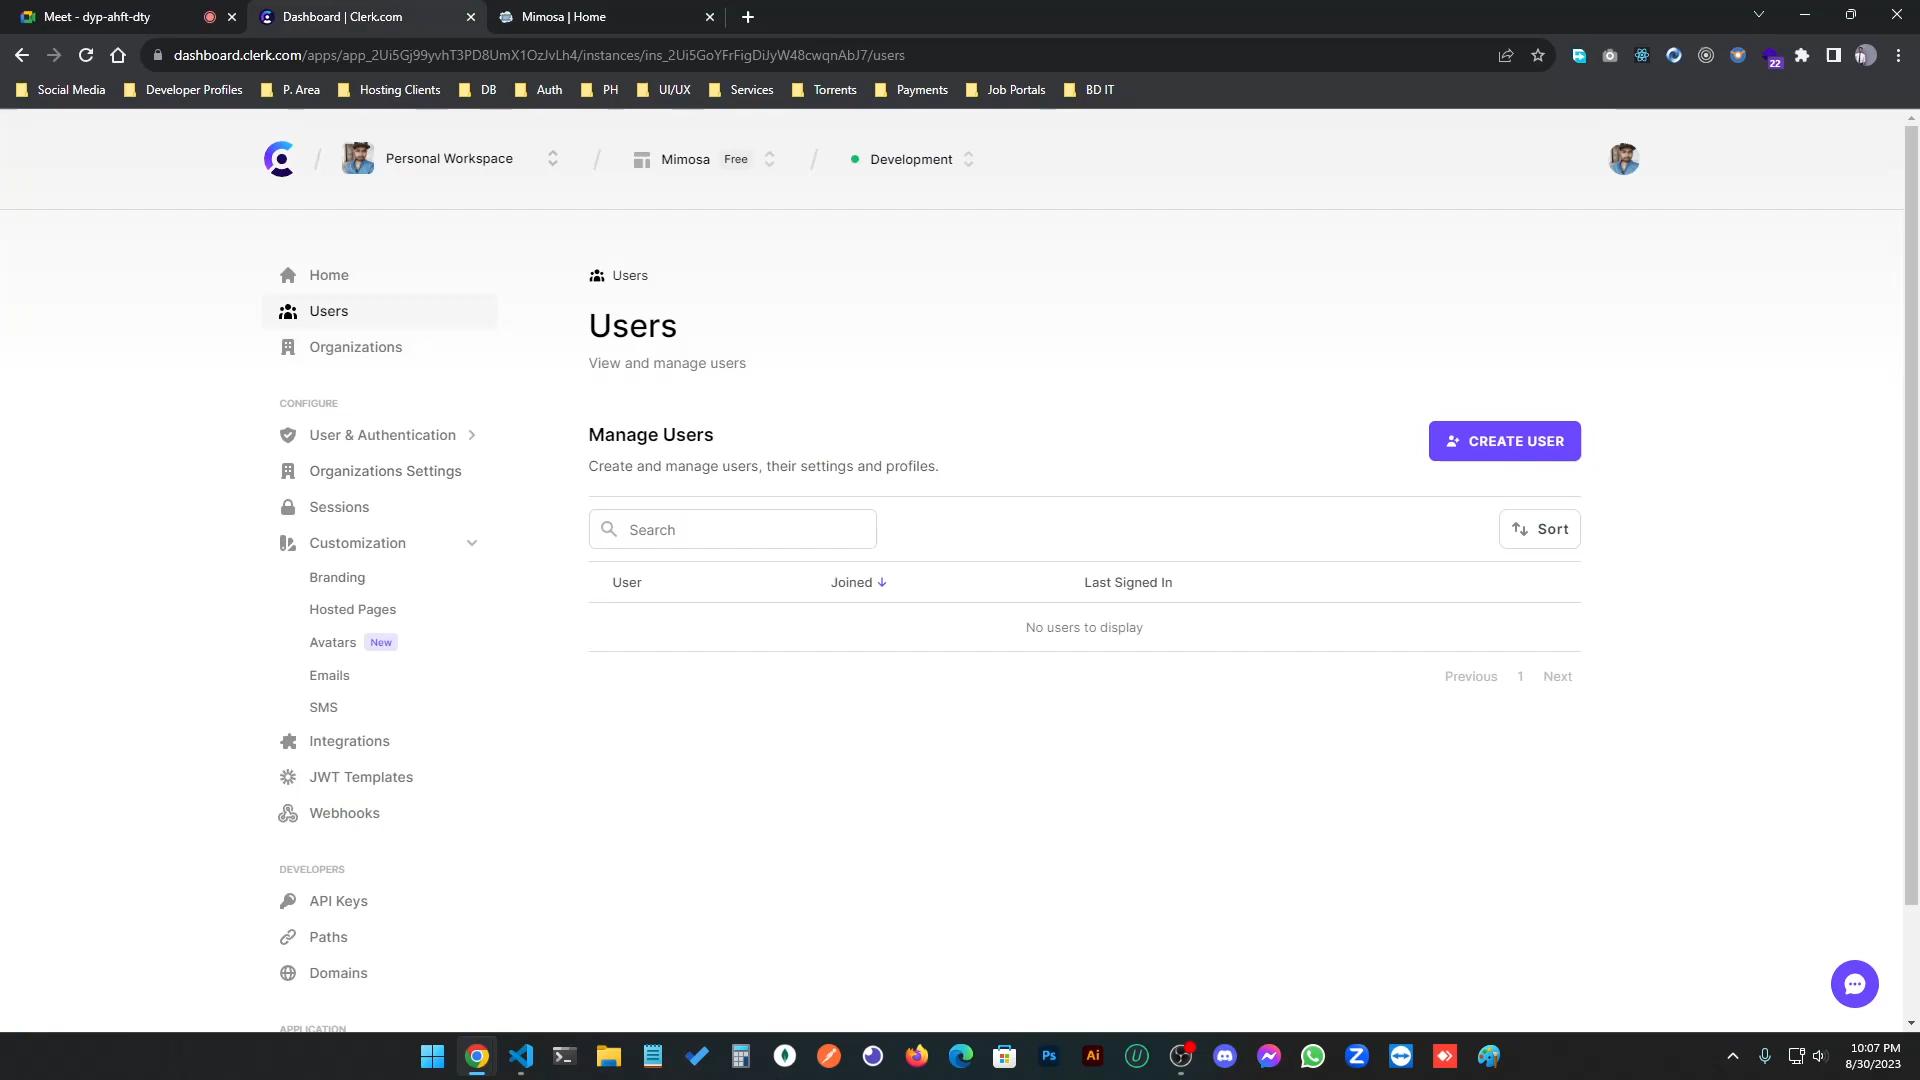 Meet - dyp-ahft-dty
Dashboard | Clerk.com
Mimosa | Home
dashboard.clerk.com/apps/app_2Ui5Gj99yvhT3PD8UmX1OzJvLh4/instances/ins_2Ui5GoYFrFigDiJyW48cwqnAbJ7/users
22
Social Media
Developer Profiles
P. Area
Hosting Clients
DB
Auth
PH
UI/UX
Services
Torrents
Payments
Job Portals
BD IT
/ Personal Workspace / Mimosa Free / Development
Home
Users
Organizations
CONFIGURE
User & Authentication
Organizations Settings
Sessions
Customization
Branding
Hosted Pages
Avatars New
Emails
SMS
Integrations
JWT Templates
Webhooks
DEVELOPERS
API Keys
Paths
Domains
APPLICATION
Users
Users
View and manage users
Manage Users
CREATE USER
Create and manage users, their settings and profiles.
Search
Sort
User Joined Last Signed In
No users to display
Previous 1 Next
Ps
Ai
10:07 PM
8/30/2023